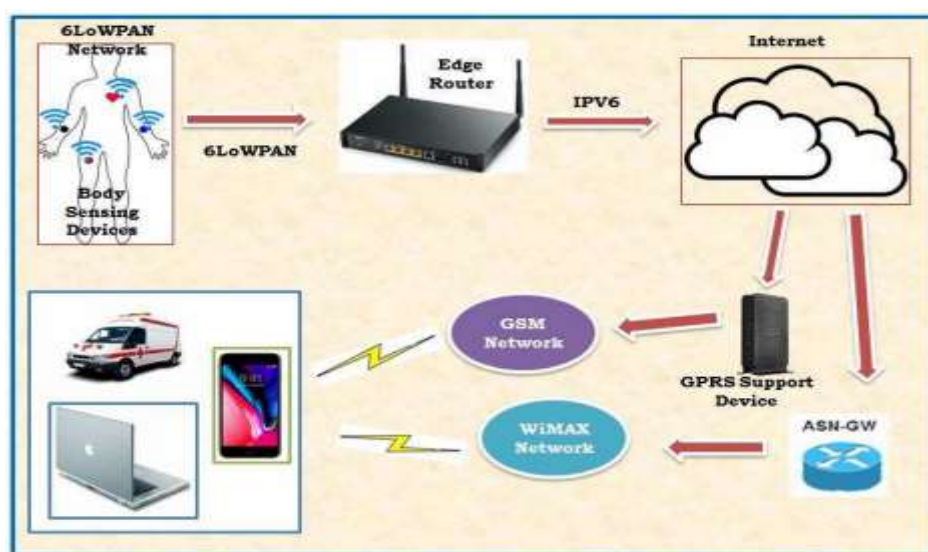 6LoWPAN
Network
Body
Sensing
Devices
6LoWPAN
Edge
Router
IPV6
Internet
GSM
Network
GPRS Support
Device
WiMAX
Network
ASN-GW